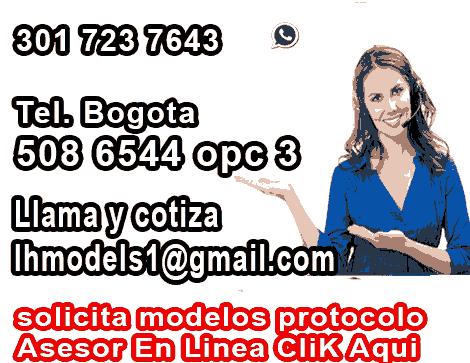 301 723 7643
Tel. Bogota
508 6544 opc 3
Llama y cotiza
lhmodels1@gmail.com
solicita modelos protocolo
Asesor En Linea CliK Aqui